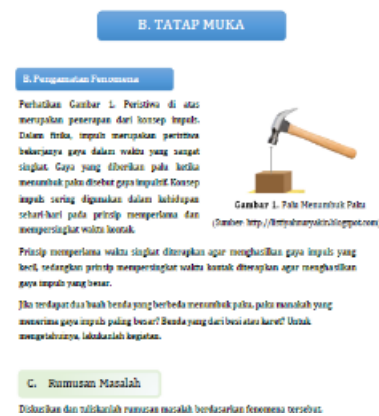 B. TATAP MUKA
B. Pengamatan Fenomena
Perhatikan Gambar 1. Peristiwa di atas
merupakan penerapan dari konsep impuls.
Dalam fisika, impuls merupakan peristiwa
bekerjanya gaya dalam waktu yang sangat
singkat. Gaya yang diberikan palu ketika
menumbuk paku disebut gaya impulsif. Konsep
impuls sering digunakan dalam kehidupan
sehari-hari pada prinsip memperlama dan
mempersingkat waktu kontak.
Gambar 1. Palu Menumbuk Paku
(Sumber: http://
Prinsip memperlama waktu singkat diterapkan agar menghasilkan gaya impuls yang
kecil, sedangkan prinsip mempersingkat waktu kontak diterapkan agar menghasilkan
gaya impuls yang besar.
Jika terdapat dua buah benda yang berbeda menumbuk paku, paku manakah yang
menerima gaya impuls paling besar? Benda yang dari besi atau karet? Untuk
mengetahuinya, lakukanlah kegiatan.
C. Rumusan Masalah
Diskusikan dan tuliskanlah rumusan masalah berdasarkan fenomena tersebut.